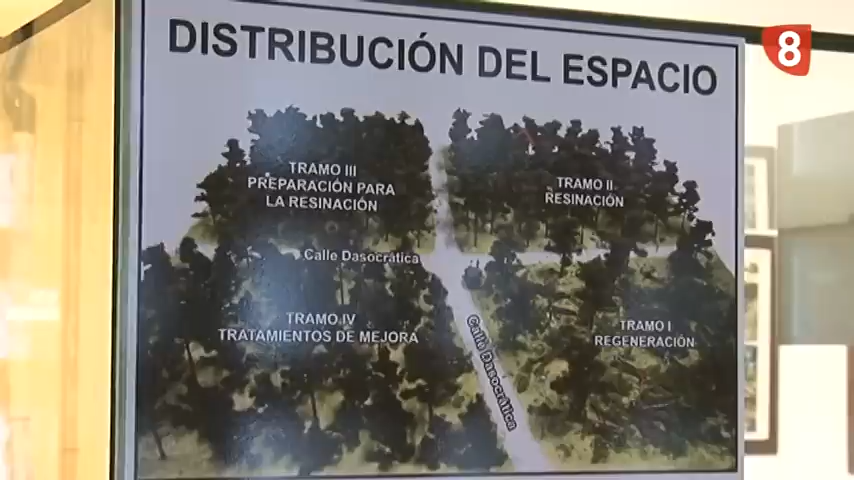 DISTRIBUCIÓN DEL ESPACIO
8
TRAMO III
PREPARACIÓN PARA
LA RESINACIÓN
TRAMO II
RESINACIÓN
Calle Dasocrática
TRAMO IV
TRATAMIENTOS DE MEJORA
Calle Dasocrática
TRAMO I
REGENERACIÓN